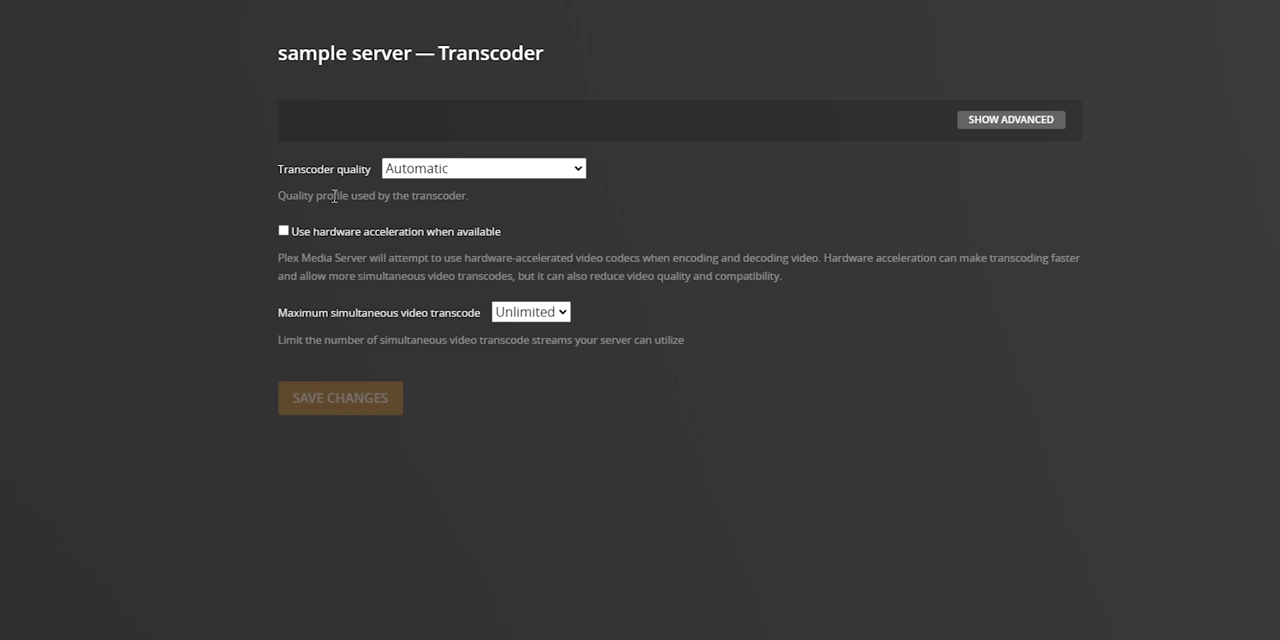 sample server — Transcoder
SHOW ADVANCED
Transcoder quality Automatic
Quality profile used by the transcoder.
Use hardware acceleration when available
Plex Media Server will attempt to use hardware-accelerated video codecs when encoding and decoding video. Hardware acceleration can make transcoding faster
and allow more simultaneous video transcodes, but it can also reduce video quality and compatibility.
Maximum simultaneous video transcode Unlimited
Limit the number of simultaneous video transcode streams your server can utilize
SAVE CHANGES